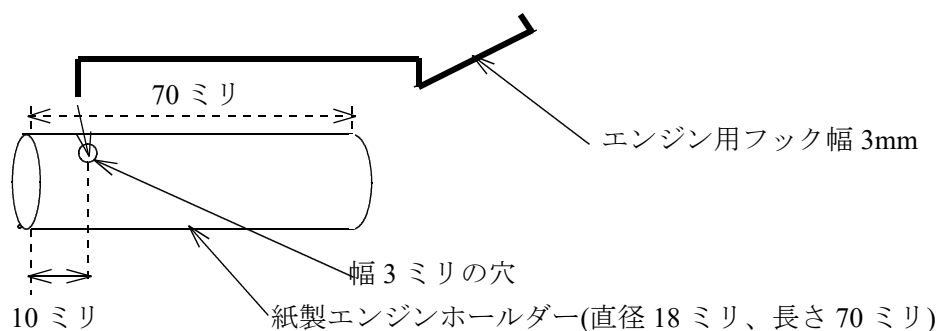 70 ミリ
エンジン用フック幅 3mm
幅 3 ミリの穴
10 ミリ
紙製エンジンホールダー(直径 18 ミリ、長さ 70 ミリ)